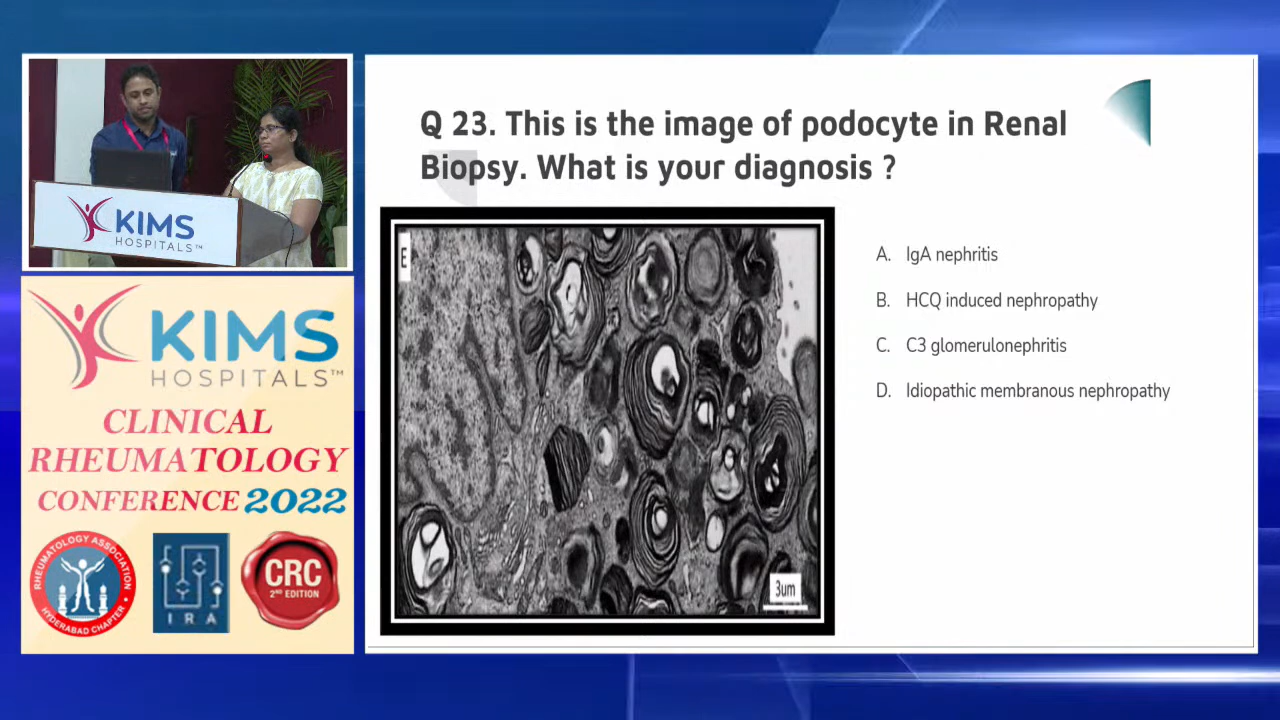 KIMS
HOSPITALS™
KIMS
HOSPITALS™
CLINICAL
RHEUMATOLOGY
CONFERENCE 2022
RHEUMATOLOGY ASSOCIATION
HYDERABAD CHAPTER
IRA
CRC
2ND EDITION
Q 23. This is the image of podocyte in Renal
Biopsy. What is your diagnosis ?
E
3um
A. IgA nephritis
B. HCQ induced nephropathy
C. C3 glomerulonephritis
D. Idiopathic membranous nephropathy